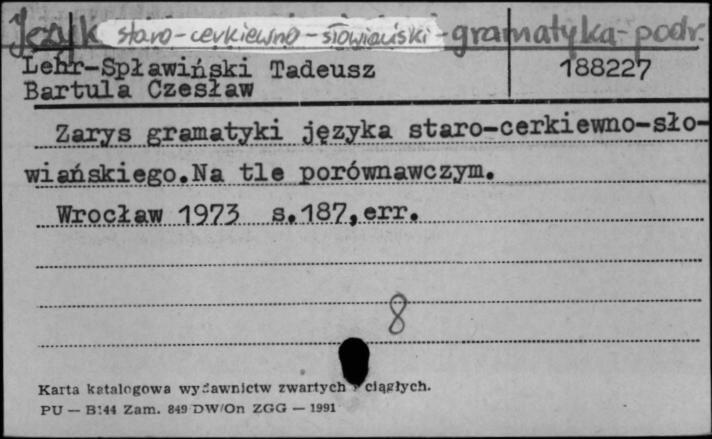 Język staro-cerkiewno-słowiański-gramatyka-podr.
Lehr-Spławiński Tadeusz 188227
Bartula Czesław
Zarys gramatyki języka staro-cerkiewno-sło-
wiańskiego.Na tle porównawczym.
Wrocław 1973 s.187,err.
8
Karta katalogowa wydawnictw zwartych i ciągłych.
PU — B144 Zam. 849 DW/On ZGG — 1991